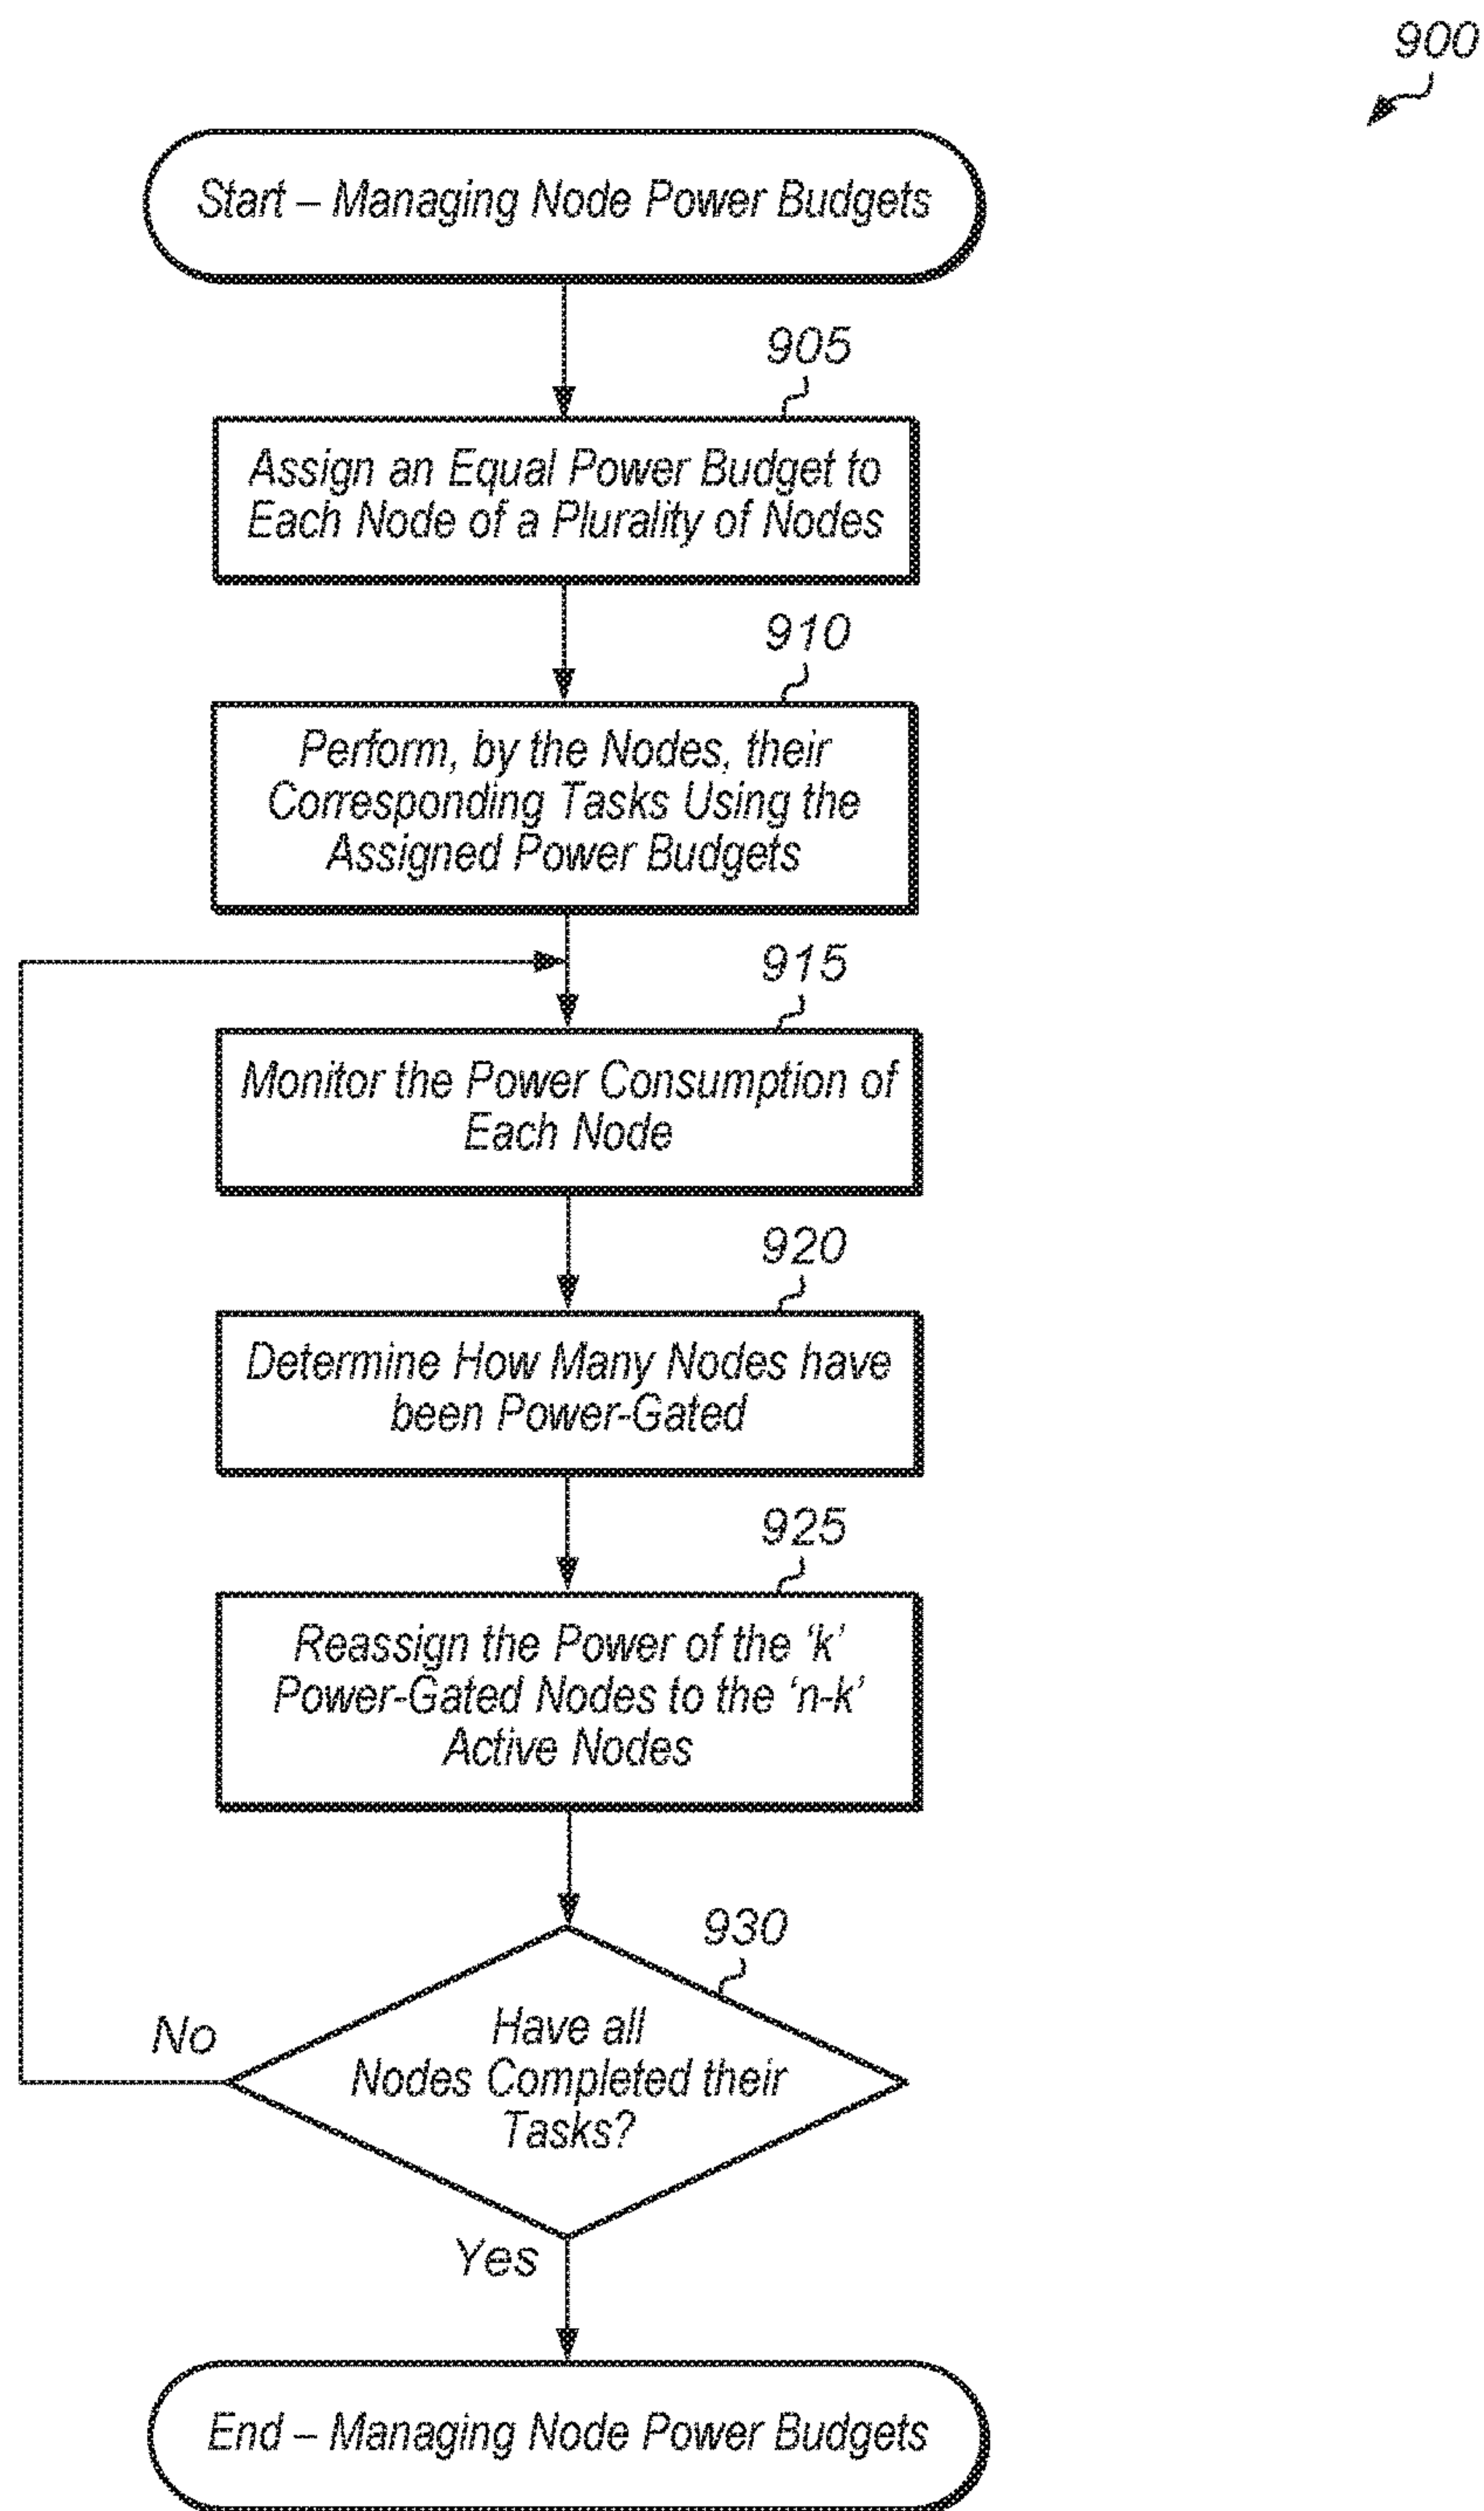 900
Start – Managing Node Power Budgets
905
Assign an Equal Power Budget to
Each Node of a Plurality of Nodes
910
Perform, by the Nodes, their
Corresponding Tasks Using the
Assigned Power Budgets
915
Monitor the Power Consumption of
Each Node
920
Determine How Many Nodes have
been Power-Gated
925
Reassign the Power of the ‘k’
Power-Gated Nodes to the ‘n-k’
Active Nodes
930
Have all
Nodes Completed their
Tasks?
No
Yes
End – Managing Node Power Budgets